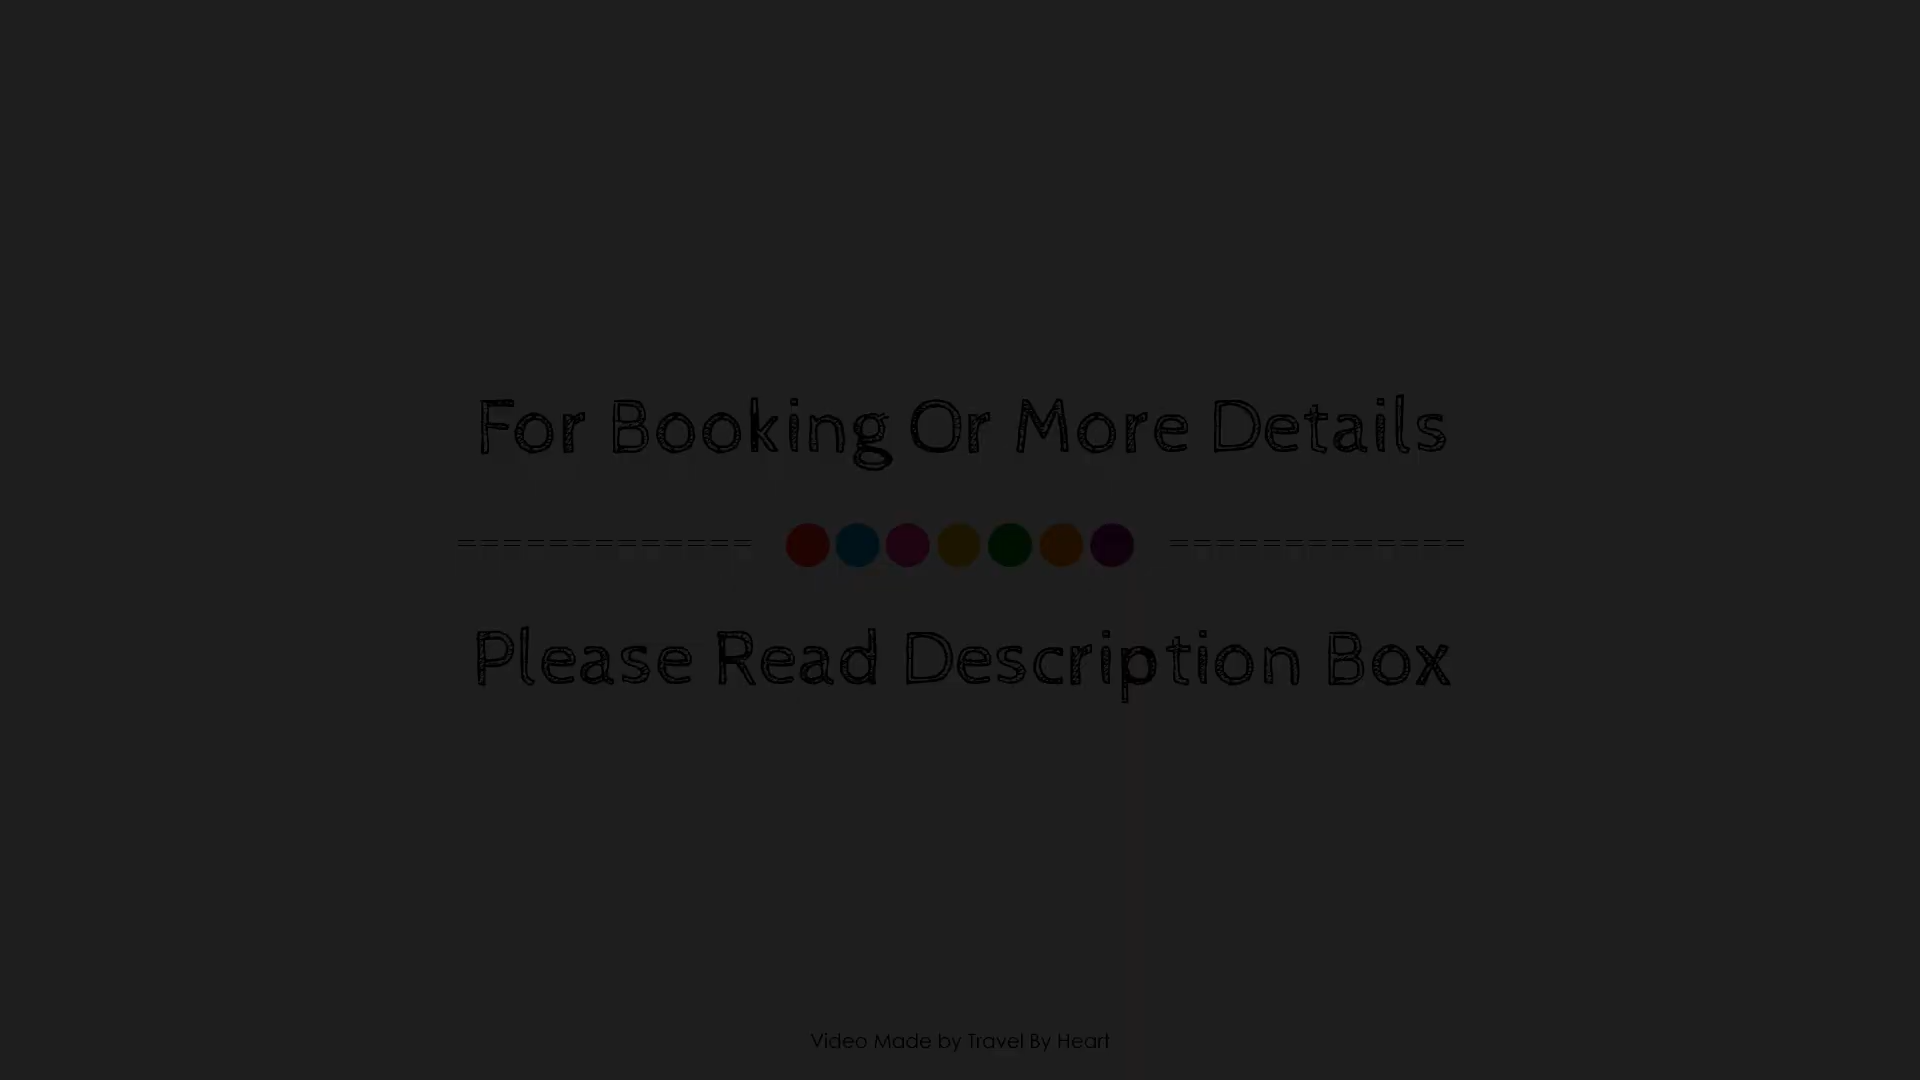 For Booking Or More Details
============= =============
Please Read Description Box
Video Made by Travel By Heart